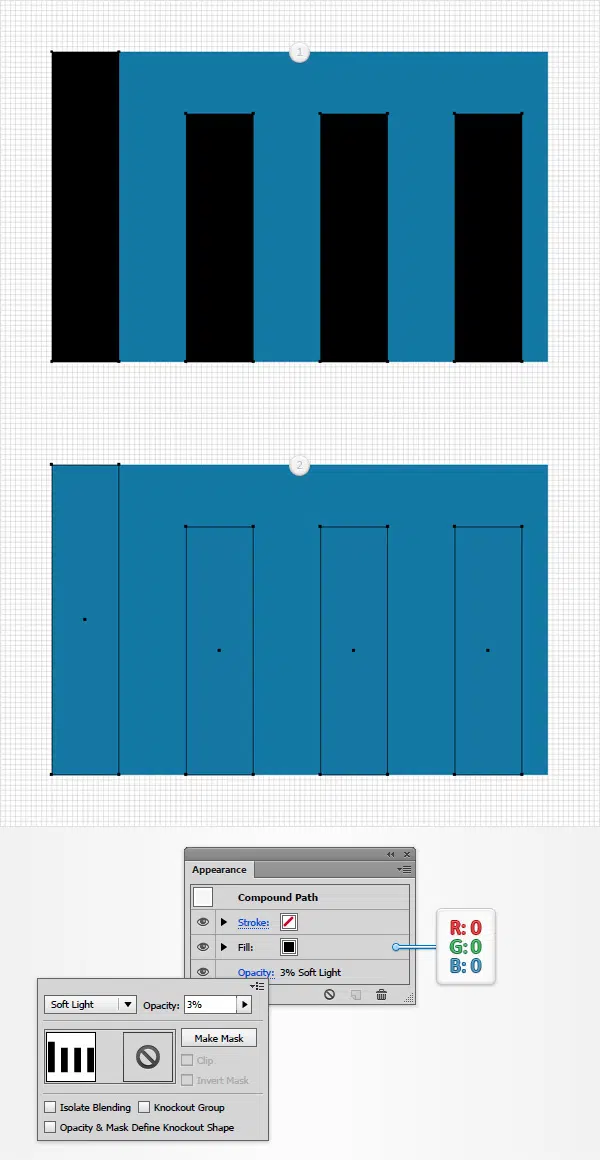 1
2
Appearance
Compound Path
Stroke:
Fill:
Opacity: 3% Soft Light
R: 0
G: 0
B: 0
Soft Light Opacity: 3%
Make Mask
Clip
Invert Mask
Isolate Blending Knockout Group
Opacity & Mask Define Knockout Shape